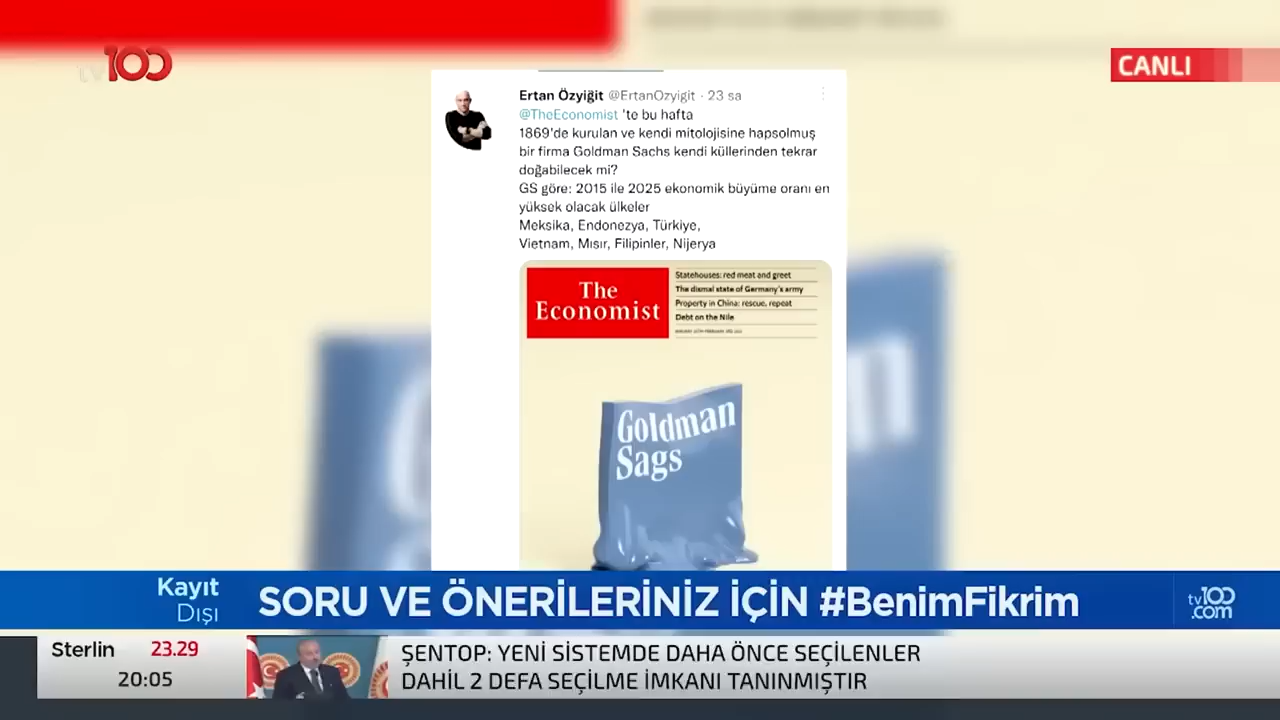 tv100
CANLI
Ertan Özyiğit @ErtanOzyigit · 23 sa
@TheEconomist 'te bu hafta
1869'de kurulan ve kendi mitolojisine hapsolmuş
bir firma Goldman Sachs kendi küllerinden tekrar
doğabilecek mi?
GS göre: 2015 ile 2025 ekonomik büyüme oranı en
yüksek olacak ülkeler
Meksika, Endonezya, Türkiye,
Vietnam, Mısır, Filipinler, Nijerya
The
Economist
Statehouses: red meat and greet
The dismal state of Germany's army
Property in China: rescue, repeat
Debt on the Nile
Goldman
Sags
Kayıt
Dışı
SORU VE ÖNERİLERİNİZ İÇİN #BenimFikrim
tv100
.com
Sterlin 23.29
20:05
ŞENTOP: YENİ SİSTEMDE DAHA ÖNCE SEÇİLENLER
DAHİL 2 DEFA SEÇİLME İMKANI TANINMIŞTIR